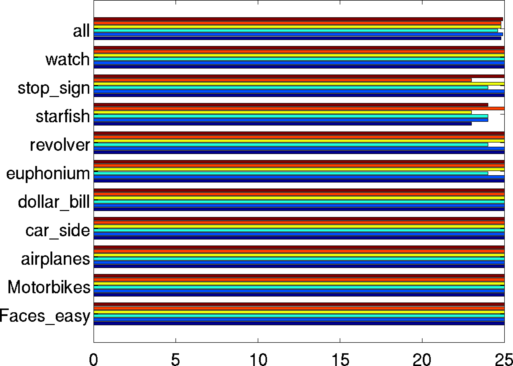 all
watch
stop_sign
starfish
revolver
euphonium
dollar_bill
car_side
airplanes
Motorbikes
Faces_easy
0 5 10 15 20 25